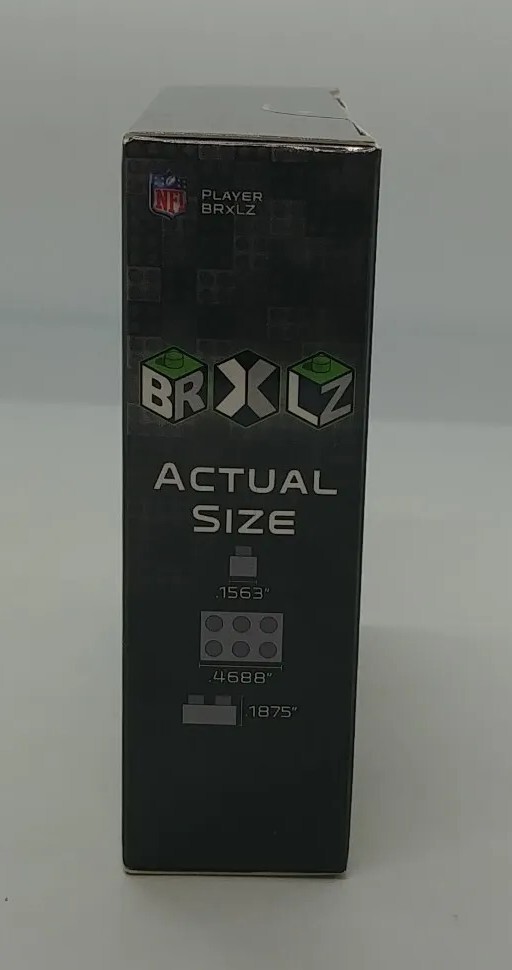 NFL
PLAYER
BRXLZ
BRXLZ
ACTUAL
SIZE
.1563"
.4688"
.1875"